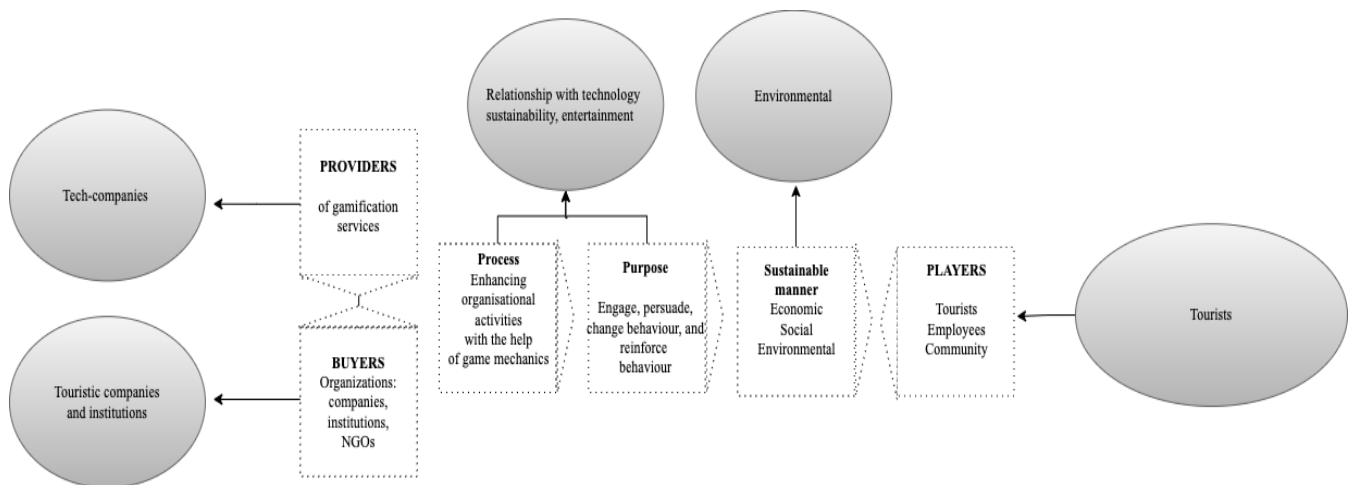 Relationship with technology
sustainability, entertainment
Environmental
Tech-companies
PROVIDERS
of gamification
services
Process
Enhancing
organisational
activities
with the help
of game mechanics
Purpose
Engage, persuade,
change behaviour, and
reinforce
behaviour
Sustainable
manner
Economic
Social
Environmental
PLAYERS
Tourists
Employees
Community
Tourists
Touristic companies
and institutions
BUYERS
Organizations:
companies,
institutions,
NGOs